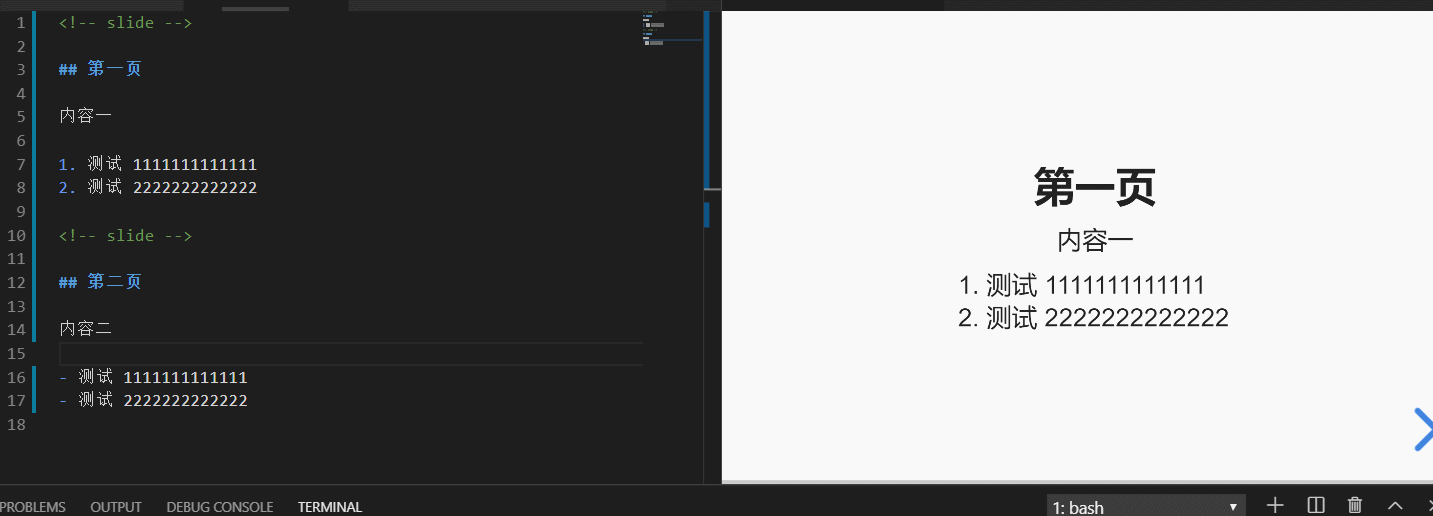 1 <!-- slide -->
2
3 ## 第一页
4
5 内容一
6
7 1. 测试 1111111111111
8 2. 测试 2222222222222
9
10 <!-- slide -->
11
12 ## 第二页
13
14 内容二
15
16 - 测试 1111111111111
17 - 测试 2222222222222
18
第一页
内容一
1. 测试 1111111111111
2. 测试 2222222222222
PROBLEMS OUTPUT DEBUG CONSOLE TERMINAL 1: bash